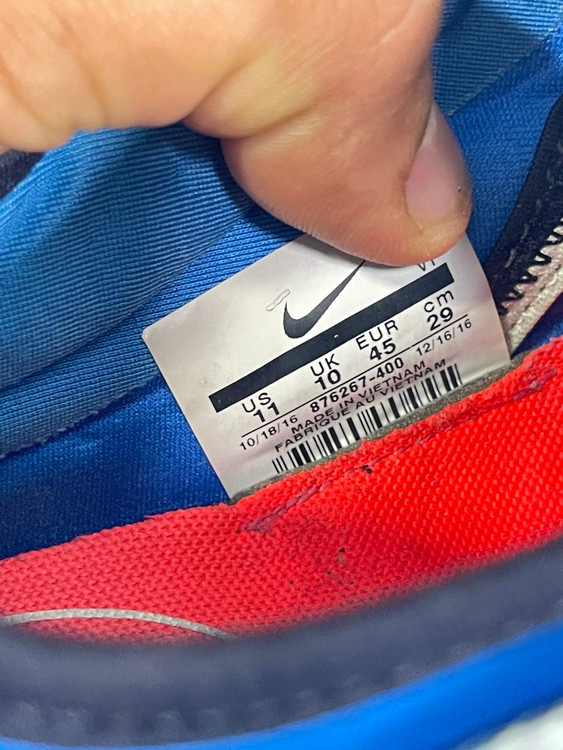 VT
US UK EUR cm
11 10 45 29
10/18/16 876267-400 12/16/16
MADE IN VIETNAM
FABRIQUE AU VIETNAM